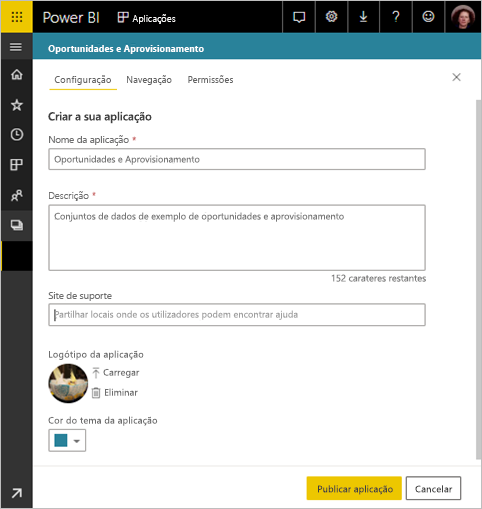 Power BI Aplicações
Oportunidades e Aprovisionamento
Configuração Navegação Permissões
Criar a sua aplicação
Nome da aplicação *
Oportunidades e Aprovisionamento
Descrição *
Conjuntos de dados de exemplo de oportunidades e aprovisionamento
152 carateres restantes
Site de suporte
Partilhar locais onde os utilizadores podem encontrar ajuda
Logótipo da aplicação
Carregar
Eliminar
Cor do tema da aplicação
Publicar aplicação Cancelar